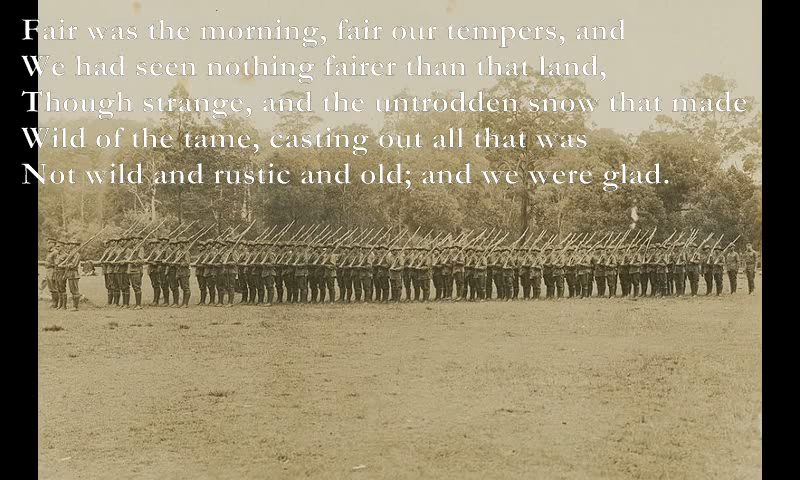 Fair was the morning, fair our tempers, and
We had seen nothing fairer than that land,
Though strange, and the untrodden snow that made
Wild of the tame, casting out all that was
Not wild and rustic and old; and we were glad.